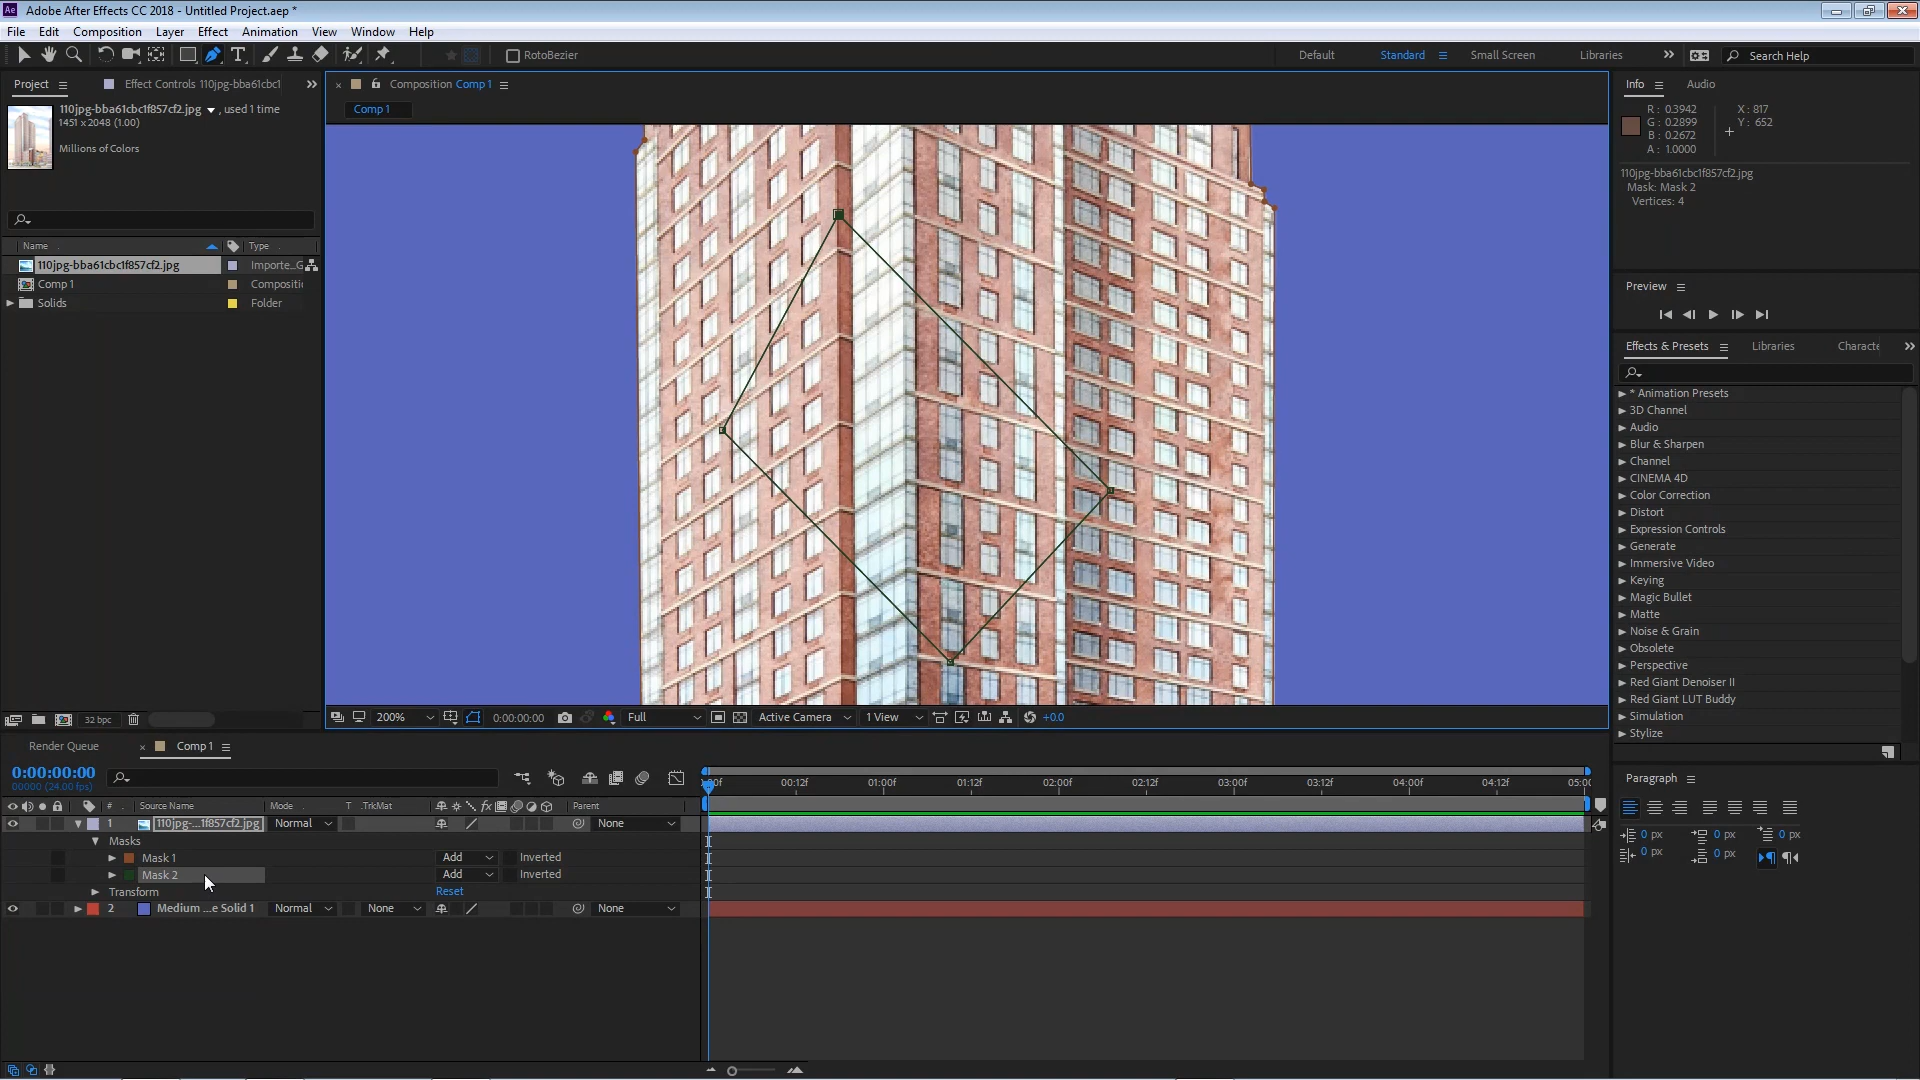 Ae Adobe After Effects CC 2018 - Untitled Project.aep *
File Edit Composition Layer Effect Animation View Window Help
RotoBezier
Default Standard Small Screen Libraries Search Help
Project Effect Controls 110jpg-bba61cbc1
110jpg-bba61cbc1f857cf2.jpg , used 1 time
1451 x 2048 (1.00)
Millions of Colors
Name Type
110jpg-bba61cbc1f857cf2.jpg Importe...G
Comp 1 Compositi
Solids Folder
32 bpc
Composition Comp 1
Comp 1
200% 0:00:00:00 Full Active Camera 1 View +0.0
Info Audio
R : 0.3942 X : 817
G : 0.2899 Y : 652
B : 0.2672
A : 1.0000
110jpg-bba61cbc1f857cf2.jpg
Mask: Mask 2
Vertices: 4
Preview
Effects & Presets Libraries Characte
* Animation Presets
3D Channel
Audio
Blur & Sharpen
Channel
CINEMA 4D
Color Correction
Distort
Expression Controls
Generate
Immersive Video
Keying
Magic Bullet
Matte
Noise & Grain
Obsolete
Perspective
Red Giant Denoiser II
Red Giant LUT Buddy
Simulation
Stylize
Paragraph
0 px 0 px 0 px
0 px 0 px
Render Queue Comp 1
0:00:00:00
00000 (24.00 fps)
00:12f 01:00f 01:12f 02:00f 02:12f 03:00f 03:12f 04:00f 04:12f 05:00
# Source Name Mode T .TrkMat fx Parent
1 110jpg-...1f857cf2.jpg Normal None
Masks
Mask 1 Add Inverted
Mask 2 Add Inverted
Transform Reset
2 Medium ...e Solid 1 Normal None None